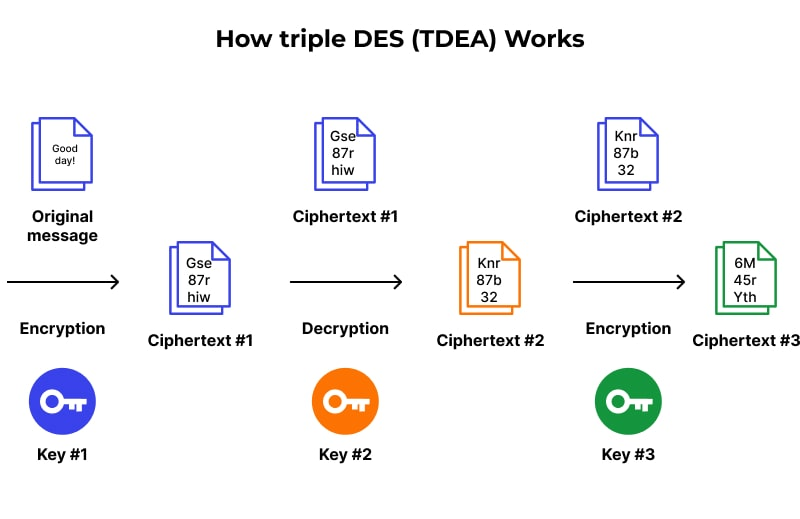 How triple DES (TDEA) Works
Good
day!
Original
message
Encryption
Key #1
Gse
87r
hiw
Ciphertext #1
Gse
87r
hiw
Ciphertext #1
Decryption
Key #2
Knr
87b
32
Ciphertext #2
Knr
87b
32
Ciphertext #2
Encryption
Key #3
6M
45r
Yth
Ciphertext #3